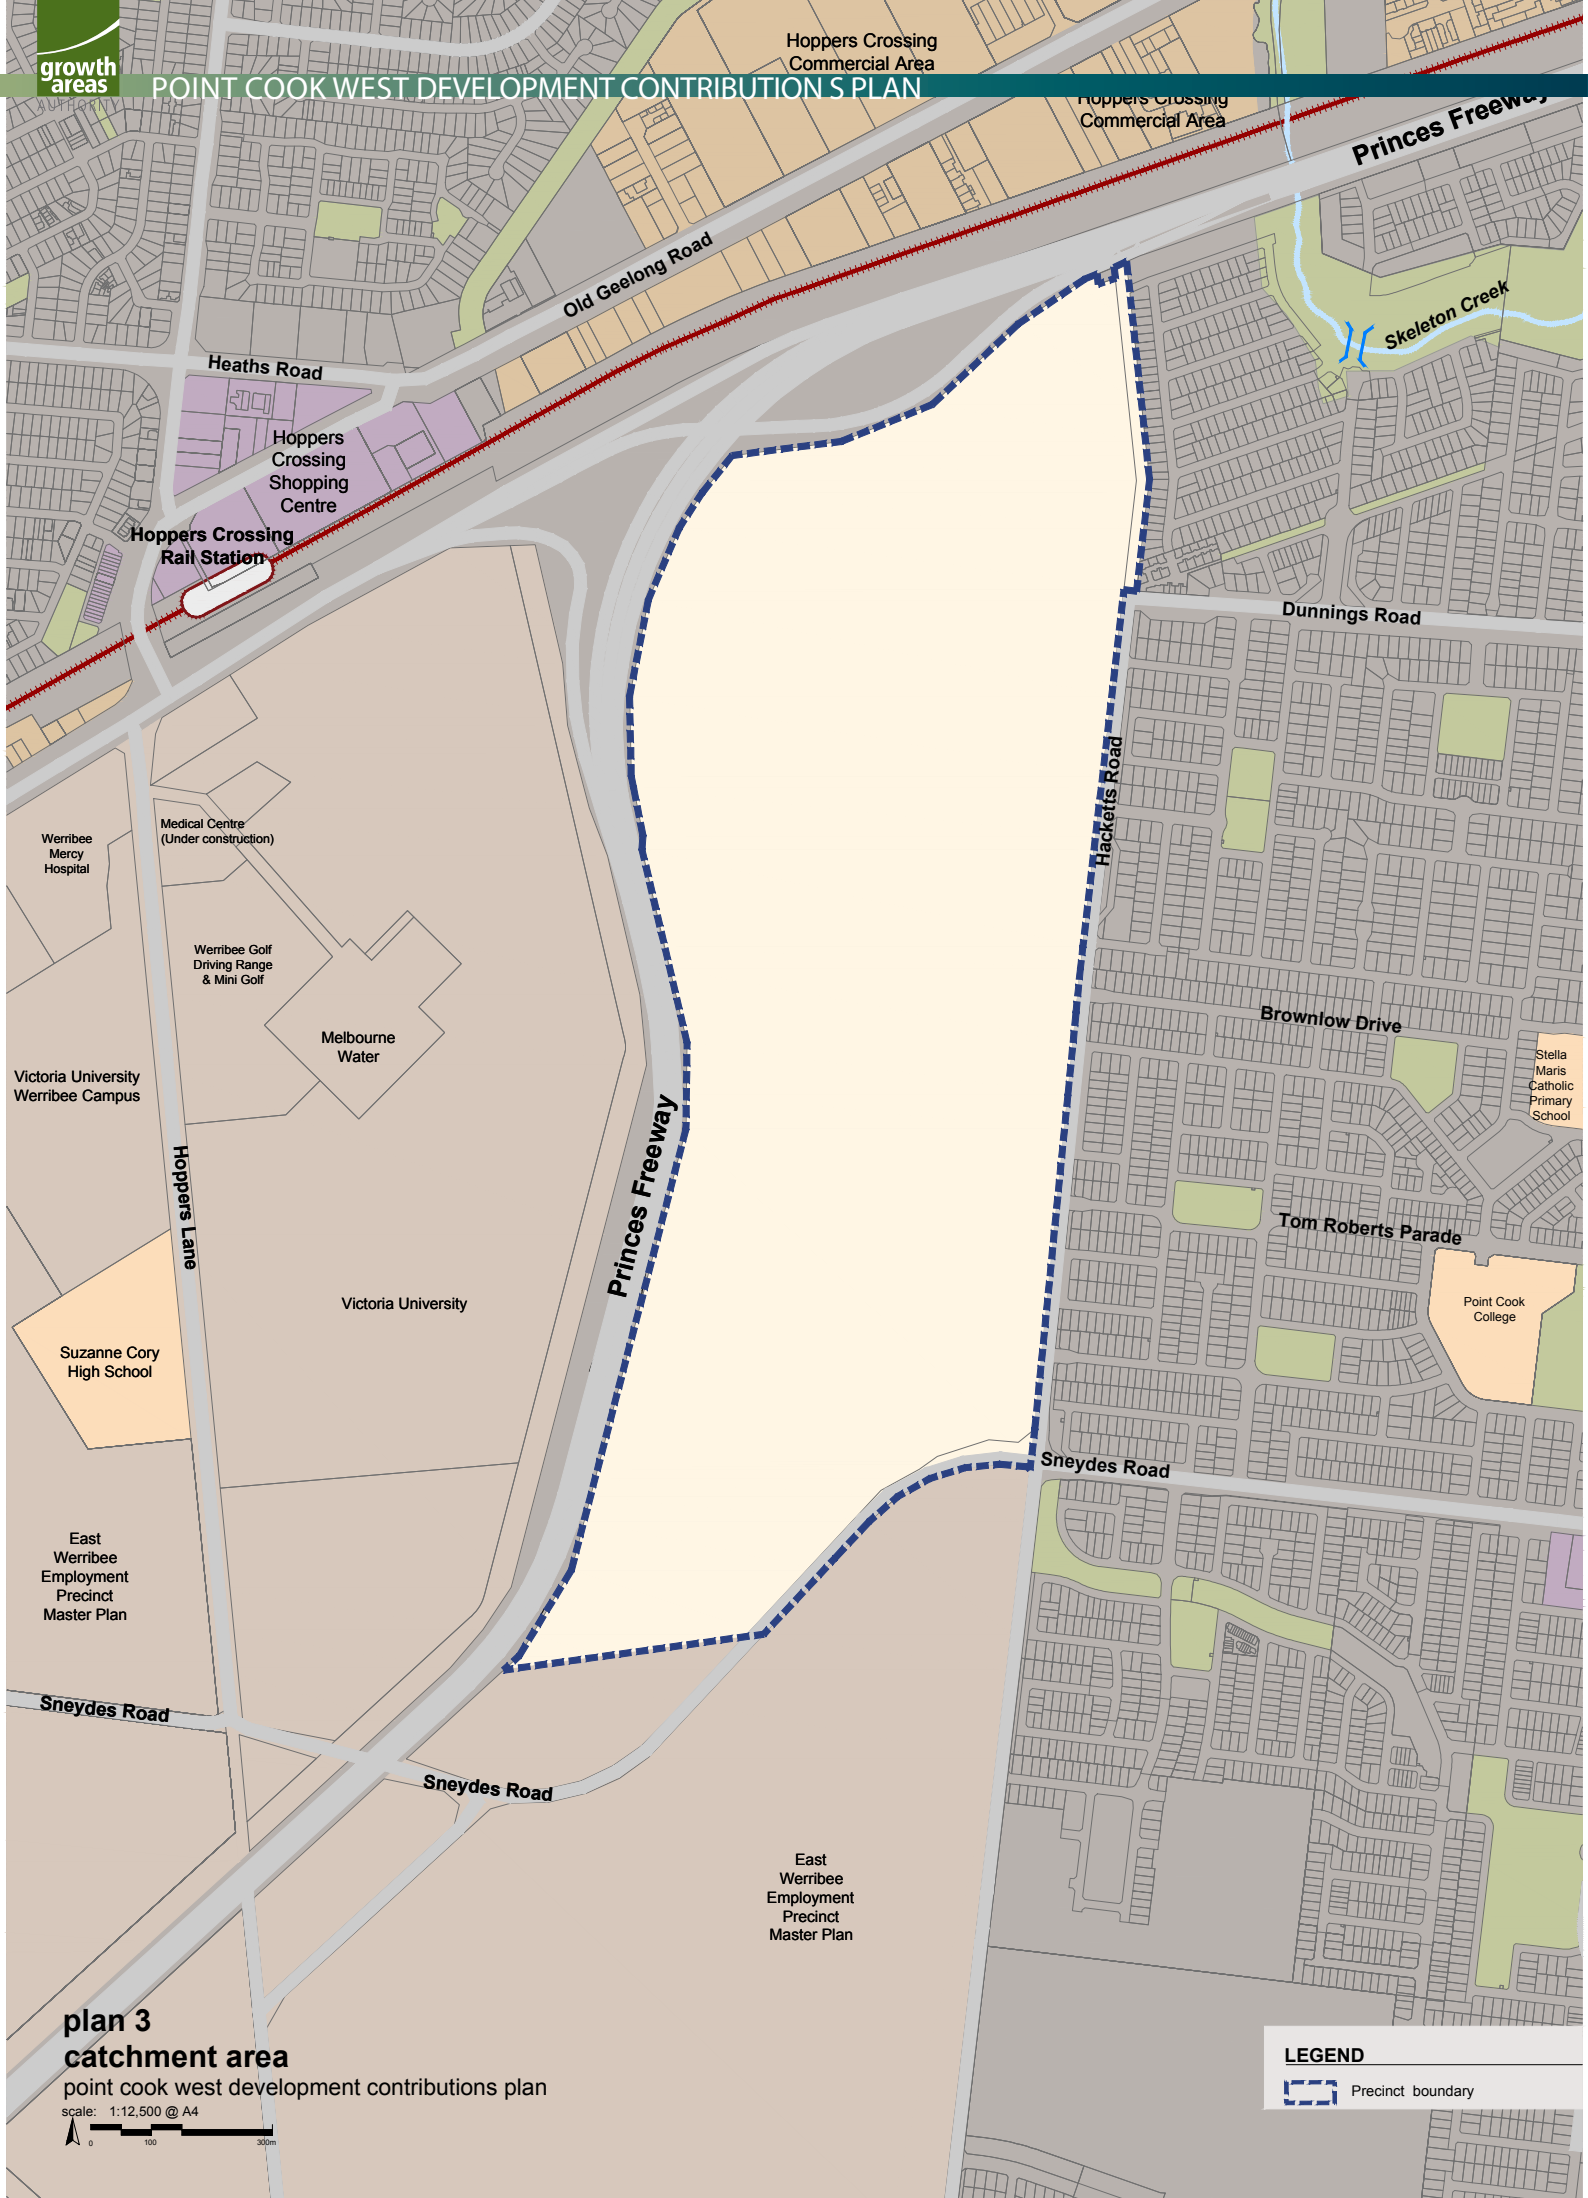 growth
areas
AUTHORITY
POINT COOK WEST DEVELOPMENT CONTRIBUTION S PLAN
Hoppers Crossing
Commercial Area
Hoppers Crossing
Commercial Area
Princes Freeway
Skeleton Creek
Old Geelong Road
Heaths Road
Hoppers
Crossing
Shopping
Centre
Hoppers Crossing
Rail Station
Dunnings Road
Hacketts Road
Werribee
Mercy
Hospital
Medical Centre
(Under construction)
Werribee Golf
Driving Range
& Mini Golf
Melbourne
Water
Victoria University
Werribee Campus
Brownlow Drive
Stella
Maris
Catholic
Primary
School
Hoppers Lane
Princes Freeway
Tom Roberts Parade
Point Cook
College
Victoria University
Suzanne Cory
High School
Sneydes Road
East
Werribee
Employment
Precinct
Master Plan
Sneydes Road
Sneydes Road
East
Werribee
Employment
Precinct
Master Plan
plan 3
catchment area
point cook west development contributions plan
scale: 1:12,500 @ A4
0 100 300m
LEGEND
Precinct boundary